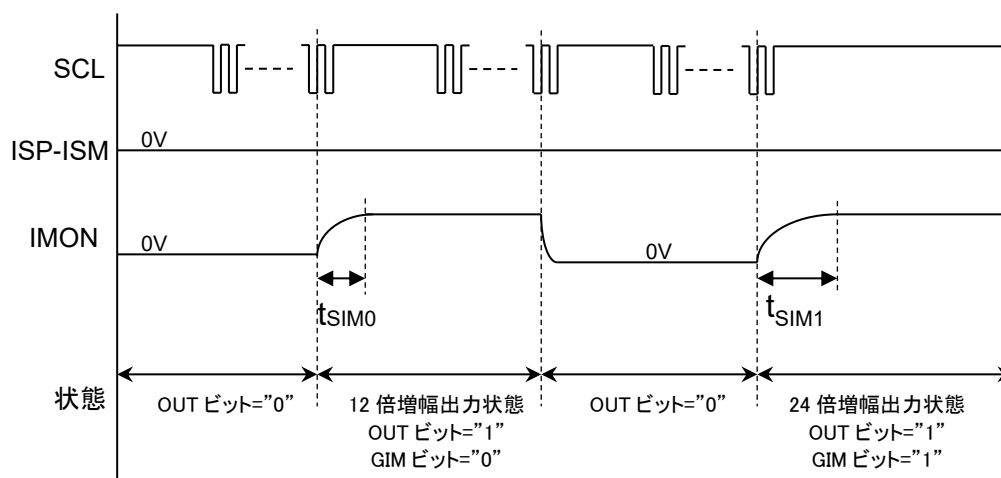 SCL
ISP-ISM
0V
IMON
0V
0V
tSIM0
tSIM1
状態
OUT ビット="0"
12 倍増幅出力状態
OUT ビット="1"
GIM ビット="0"
OUT ビット="0"
24 倍増幅出力状態
OUT ビット="1"
GIM ビット="1"